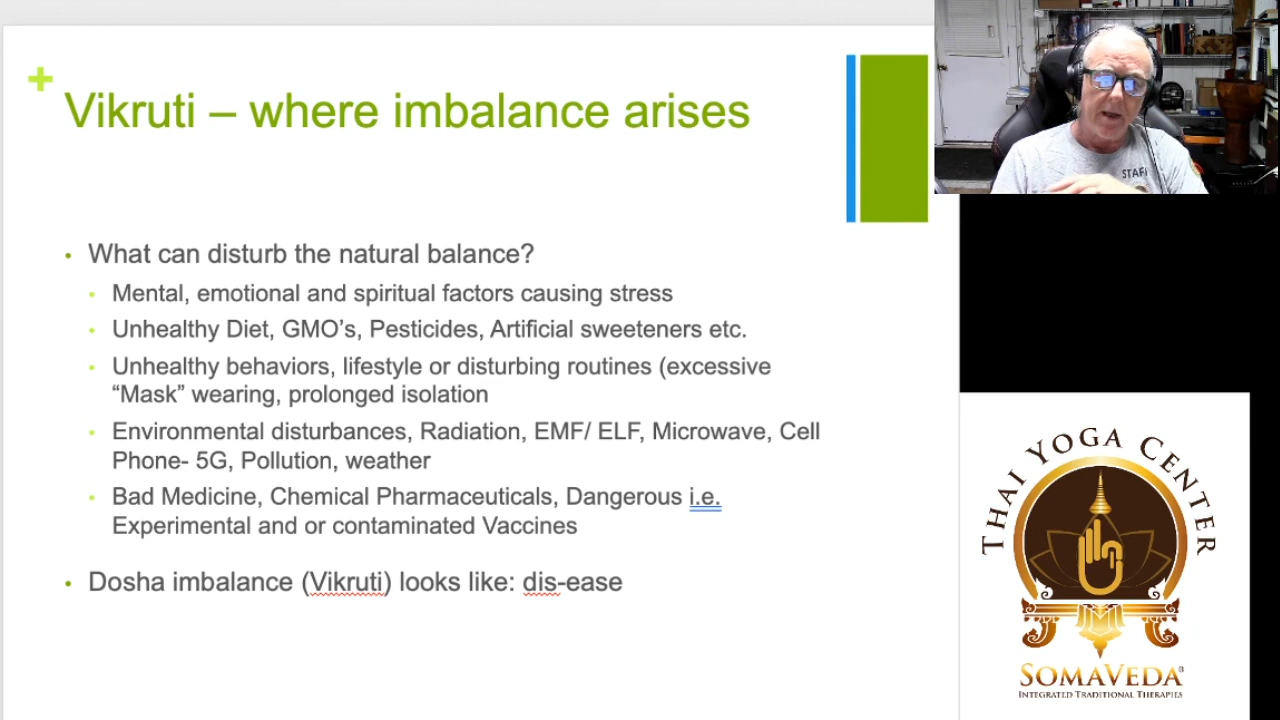 Vikruti – where imbalance arises
STAFF
• What can disturb the natural balance?
• Mental, emotional and spiritual factors causing stress
• Unhealthy Diet, GMO's, Pesticides, Artificial sweeteners etc.
• Unhealthy behaviors, lifestyle or disturbing routines (excessive
“Mask” wearing, prolonged isolation
• Environmental disturbances, Radiation, EMF/ ELF, Microwave, Cell
Phone- 5G, Pollution, weather
• Bad Medicine, Chemical Pharmaceuticals, Dangerous i.e.
Experimental and or contaminated Vaccines
• Dosha imbalance (Vikruti) looks like: dis-ease
THAI YOGA CENTER
SOMAVEDA®
INTEGRATED TRADITIONAL THERAPIES